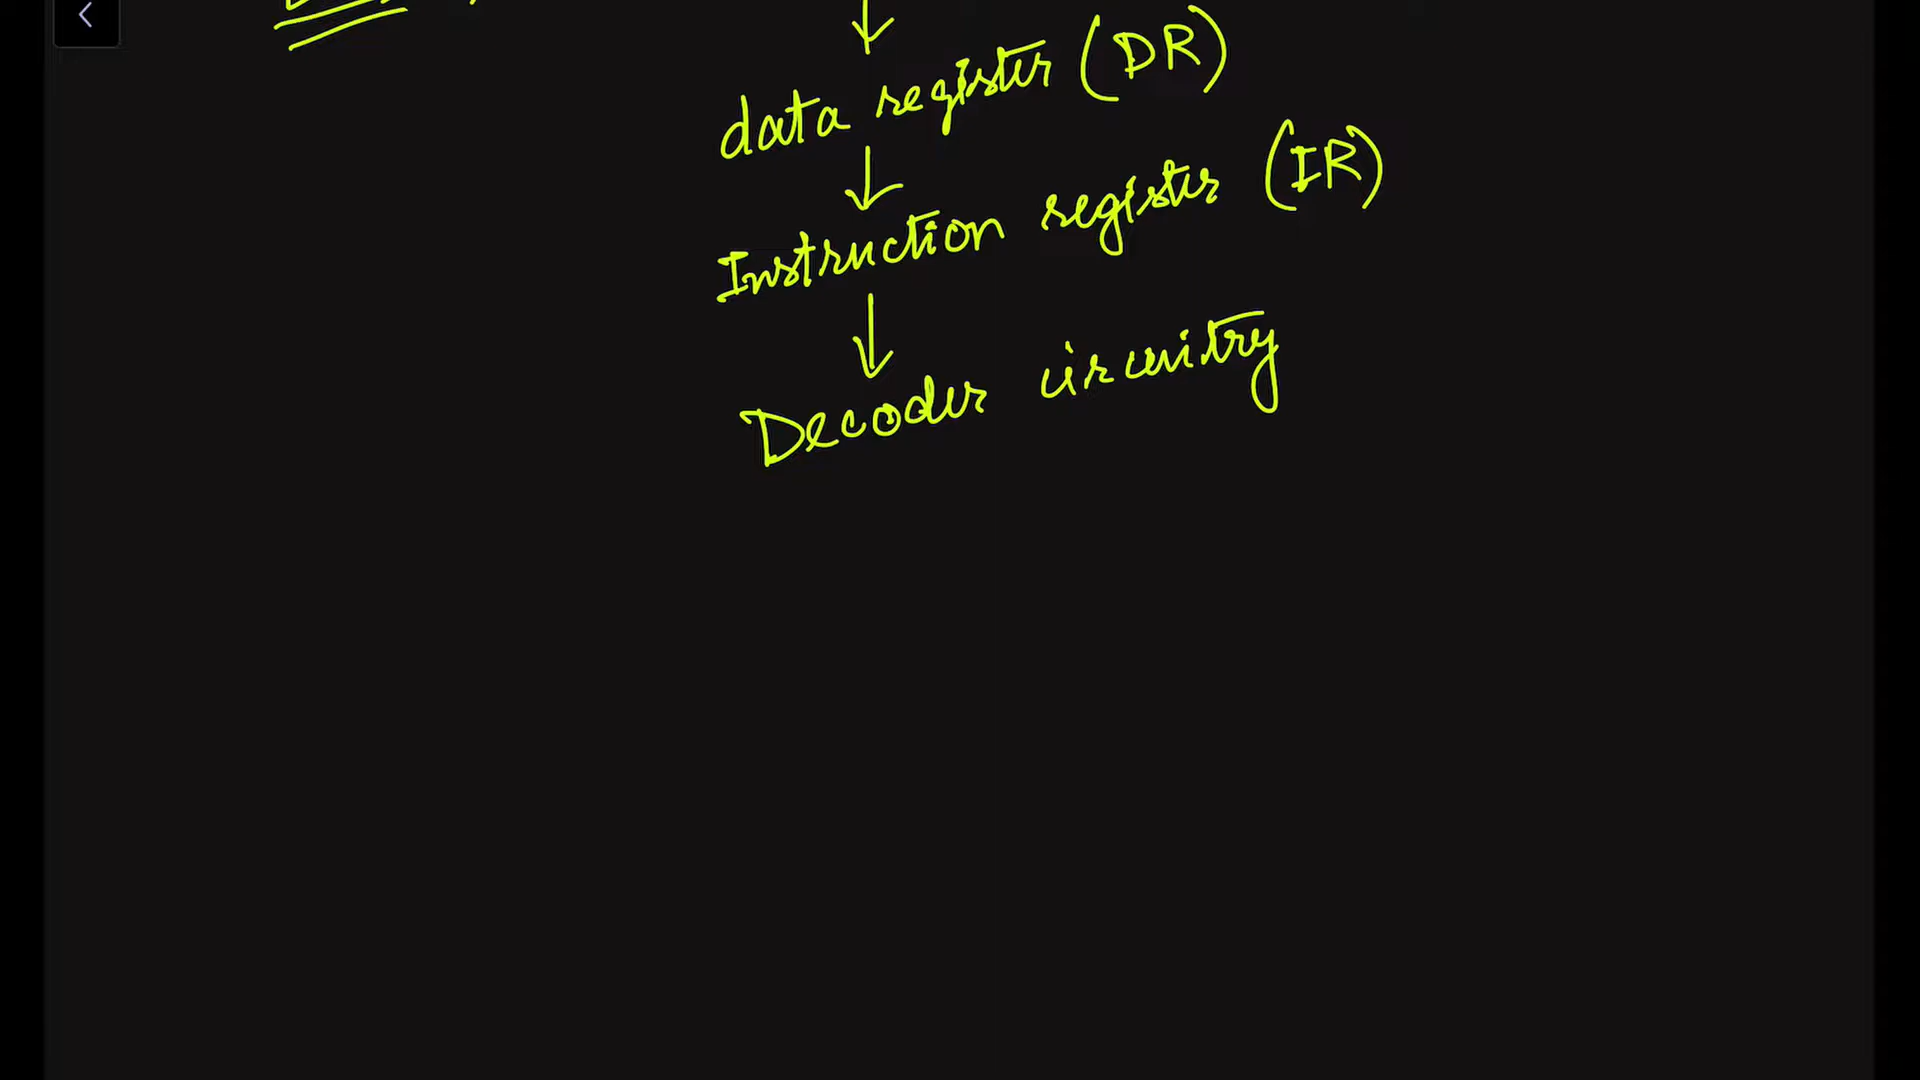 ↓
data register (DR)
↓
Instruction register (IR)
↓
Decoder circuitry